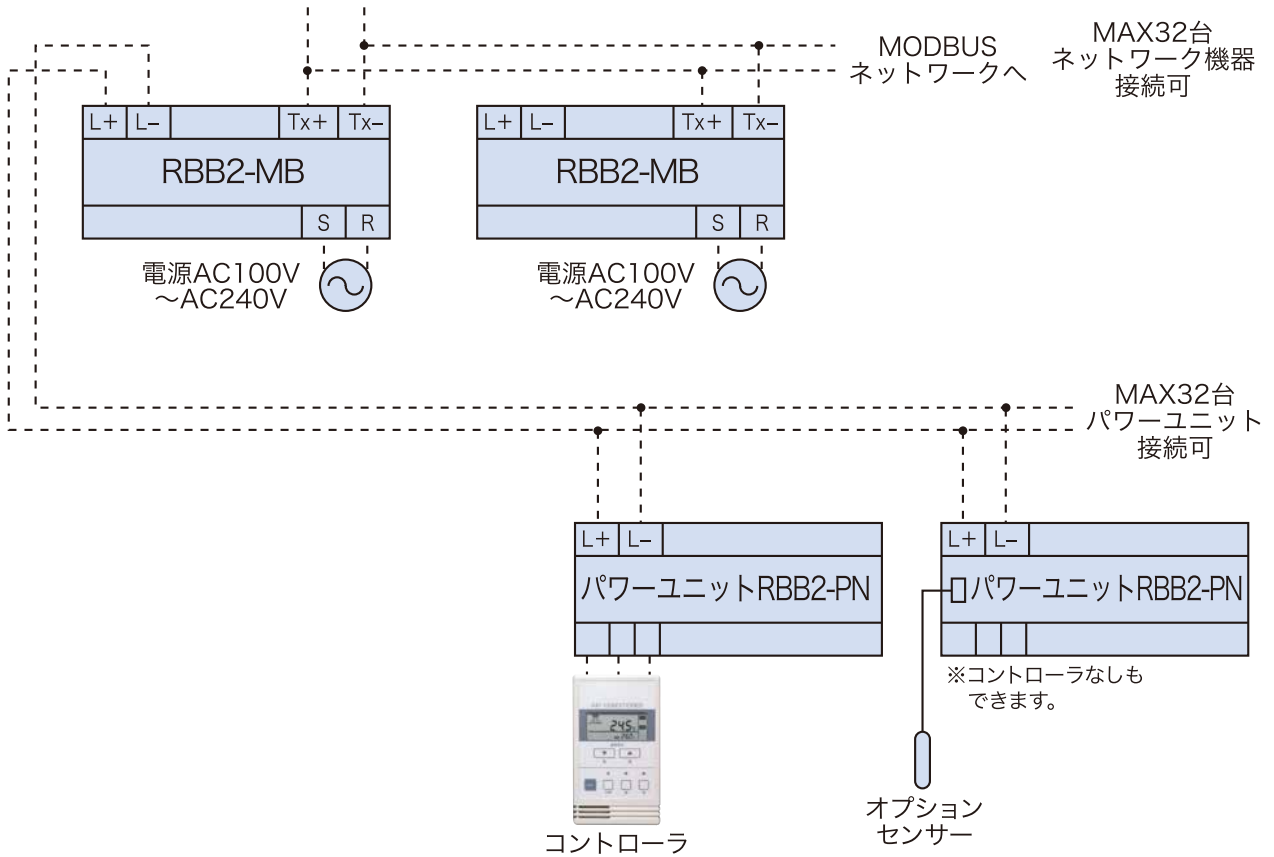 MODBUS
ネットワークへ
MAX32台
ネットワーク機器
接続可
L+ L− Tx+ Tx−
RBB2-MB
S R
電源AC100V
〜AC240V
L+ L− Tx+ Tx−
RBB2-MB
S R
電源AC100V
〜AC240V
MAX32台
パワーユニット
接続可
L+ L−
パワーユニットRBB2-PN
L+ L−
パワーユニットRBB2-PN
※コントローラなしも
できます。
AIR CONDITIONER
24.5
コントローラ
オプション
センサー